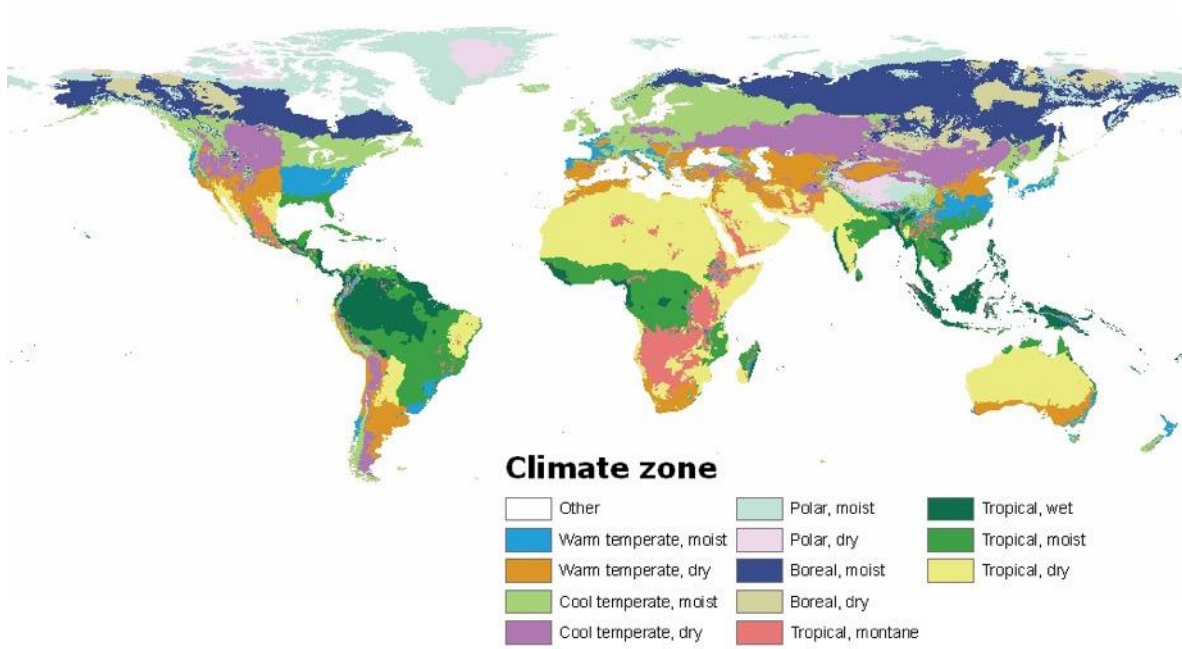 Climate zone
Other
Warm temperate, moist
Warm temperate, dry
Cool temperate, moist
Cool temperate, dry
Polar, moist
Polar, dry
Boreal, moist
Boreal, dry
Tropical, montane
Tropical, wet
Tropical, moist
Tropical, dry